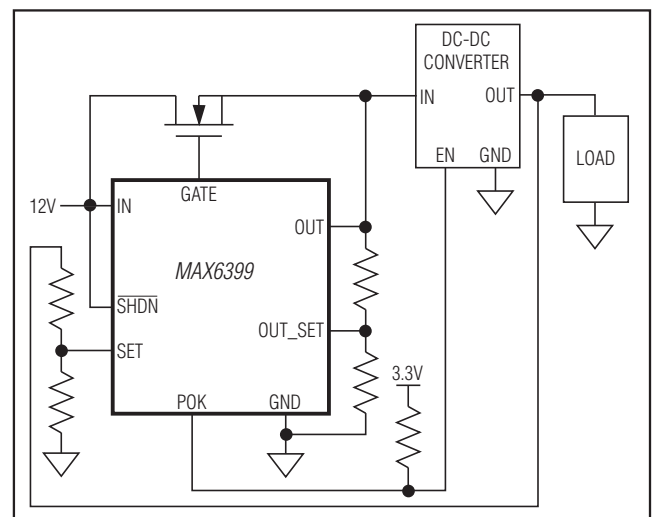 DC-DC
CONVERTER
IN
OUT
EN
GND
LOAD
GATE
12V
IN
OUT
MAX6399
SHDN
OUT_SET
SET
3.3V
POK
GND